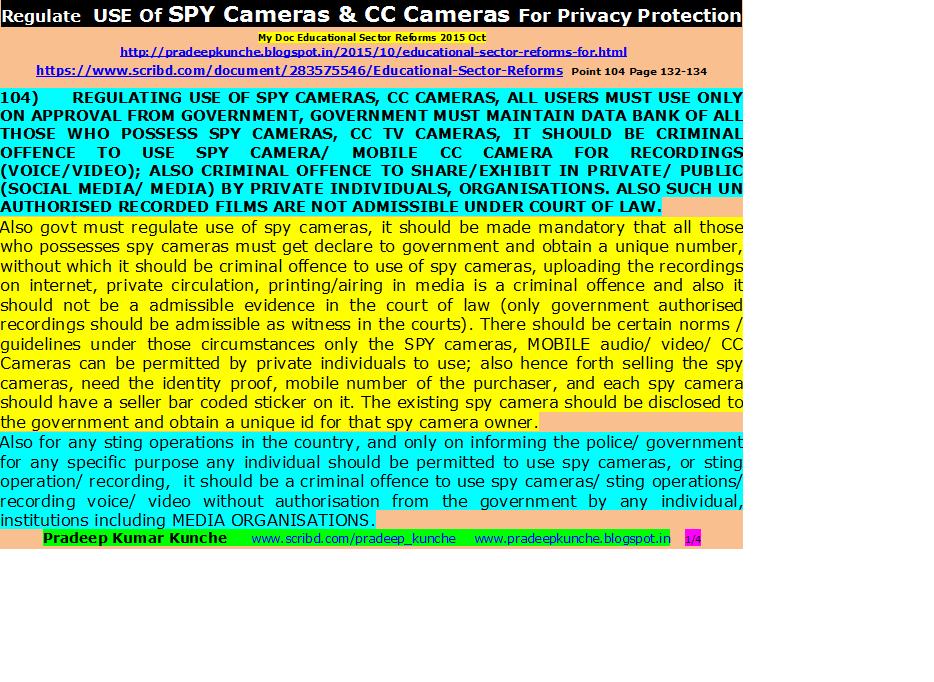 Regulate USE Of SPY Cameras & CC Cameras For Privacy Protection
My Doc Educational Sector Reforms 2015 Oct
http://pradeepkunche.blogspot.in/2015/10/educational-sector-reforms-for.html
https://www.scribd.com/document/283575546/Educational-Sector-Reforms Point 104 Page 132-134
104) REGULATING USE OF SPY CAMERAS, CC CAMERAS, ALL USERS MUST USE ONLY
ON APPROVAL FROM GOVERNMENT, GOVERNMENT MUST MAINTAIN DATA BANK OF ALL
THOSE WHO POSSESS SPY CAMERAS, CC TV CAMERAS, IT SHOULD BE CRIMINAL
OFFENCE TO USE SPY CAMERA/ MOBILE CC CAMERA FOR RECORDINGS
(VOICE/VIDEO); ALSO CRIMINAL OFFENCE TO SHARE/EXHIBIT IN PRIVATE/ PUBLIC
(SOCIAL MEDIA/ MEDIA) BY PRIVATE INDIVIDUALS, ORGANISATIONS. ALSO SUCH UN
AUTHORISED RECORDED FILMS ARE NOT ADMISSIBLE UNDER COURT OF LAW.
Also govt must regulate use of spy cameras, it should be made mandatory that all those
who possesses spy cameras must get declare to government and obtain a unique number,
without which it should be criminal offence to use of spy cameras, uploading the recordings
on internet, private circulation, printing/airing in media is a criminal offence and also it
should not be a admissible evidence in the court of law (only government authorised
recordings should be admissible as witness in the courts). There should be certain norms /
guidelines under those circumstances only the SPY cameras, MOBILE audio/ video/ CC
Cameras can be permitted by private individuals to use; also hence forth selling the spy
cameras, need the identity proof, mobile number of the purchaser, and each spy camera
should have a seller bar coded sticker on it. The existing spy camera should be disclosed to
the government and obtain a unique id for that spy camera owner.
Also for any sting operations in the country, and only on informing the police/ government
for any specific purpose any individual should be permitted to use spy cameras, or sting
operation/ recording, it should be a criminal offence to use spy cameras/ sting operations/
recording voice/ video without authorisation from the government by any individual,
institutions including MEDIA ORGANISATIONS.
Pradeep Kumar Kunche www.scribd.com/pradeep_kunche www.pradeepkunche.blogspot.in 1/4